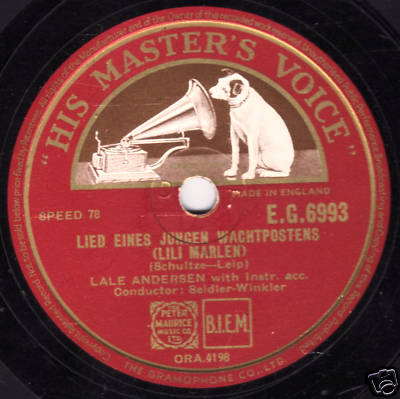 "HIS MASTER'S VOICE"
MADE IN ENGLAND
SPEED 78
E.G.6993
LIED EINES JUNGEN WACHTPOSTENS
(LILI MARLEN)
(Schultze—Leip)
LALE ANDERSEN with instr. acc.
Conductor: Seidler-Winkler
PETER
MAURICE
MUSIC CO.
LTD
B.I.E.M.
ORA.4198
THE GRAMOPHONE CO., LTD.
ebY